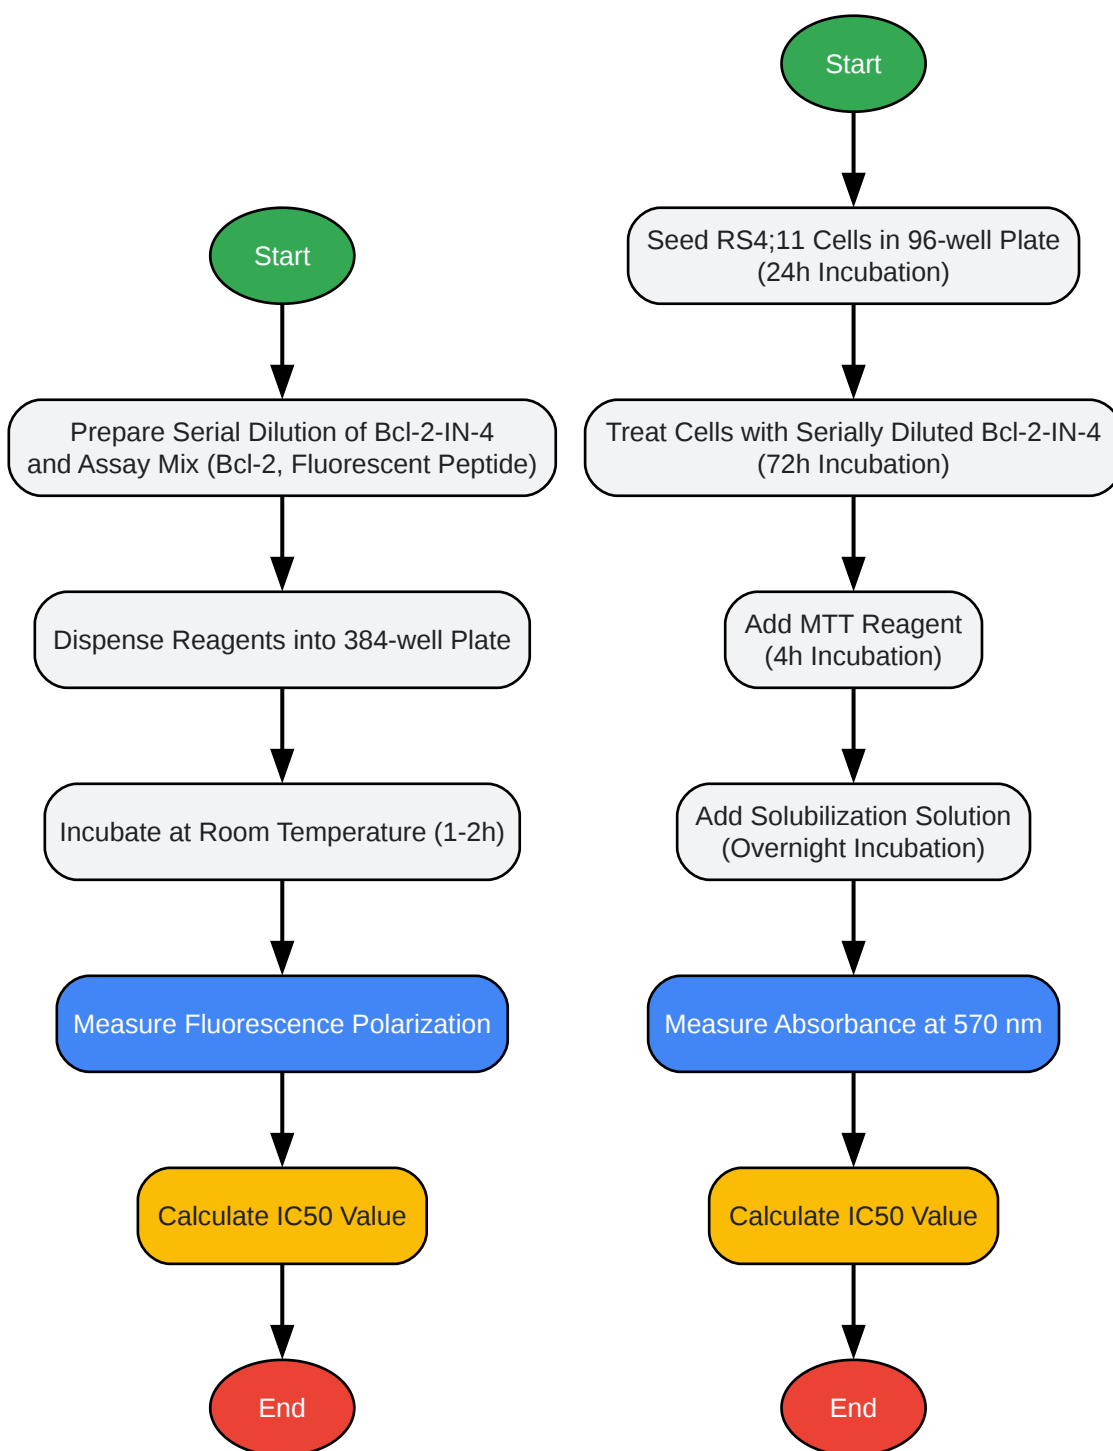 Start
Prepare Serial Dilution of Bcl-2-IN-4
and Assay Mix (Bcl-2, Fluorescent Peptide)
Dispense Reagents into 384-well Plate
Incubate at Room Temperature (1-2h)
Measure Fluorescence Polarization
Calculate IC50 Value
End
Start
Seed RS4;11 Cells in 96-well Plate
(24h Incubation)
Treat Cells with Serially Diluted Bcl-2-IN-4
(72h Incubation)
Add MTT Reagent
(4h Incubation)
Add Solubilization Solution
(Overnight Incubation)
Measure Absorbance at 570 nm
Calculate IC50 Value
End